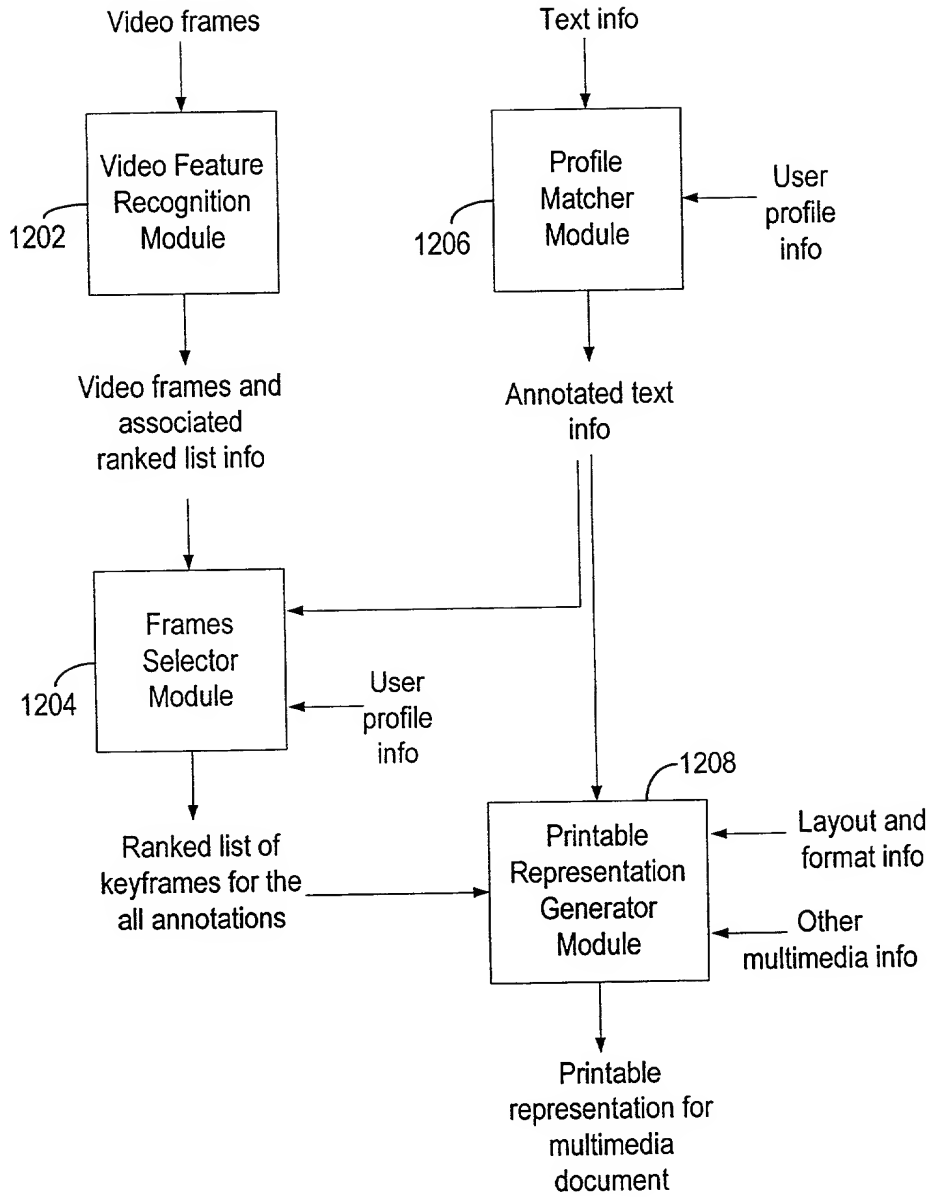 Video frames
Text info
Video Feature
Recognition
Module
1202
Profile
Matcher
Module
1206
User
profile
info
Video frames and
associated
ranked list info
Annotated text
info
Frames
Selector
Module
1204
User
profile
info
Ranked list of
keyframes for the
all annotations
1208
Printable
Representation
Generator
Module
Layout and
format info
Other
multimedia info
Printable
representation for
multimedia
document